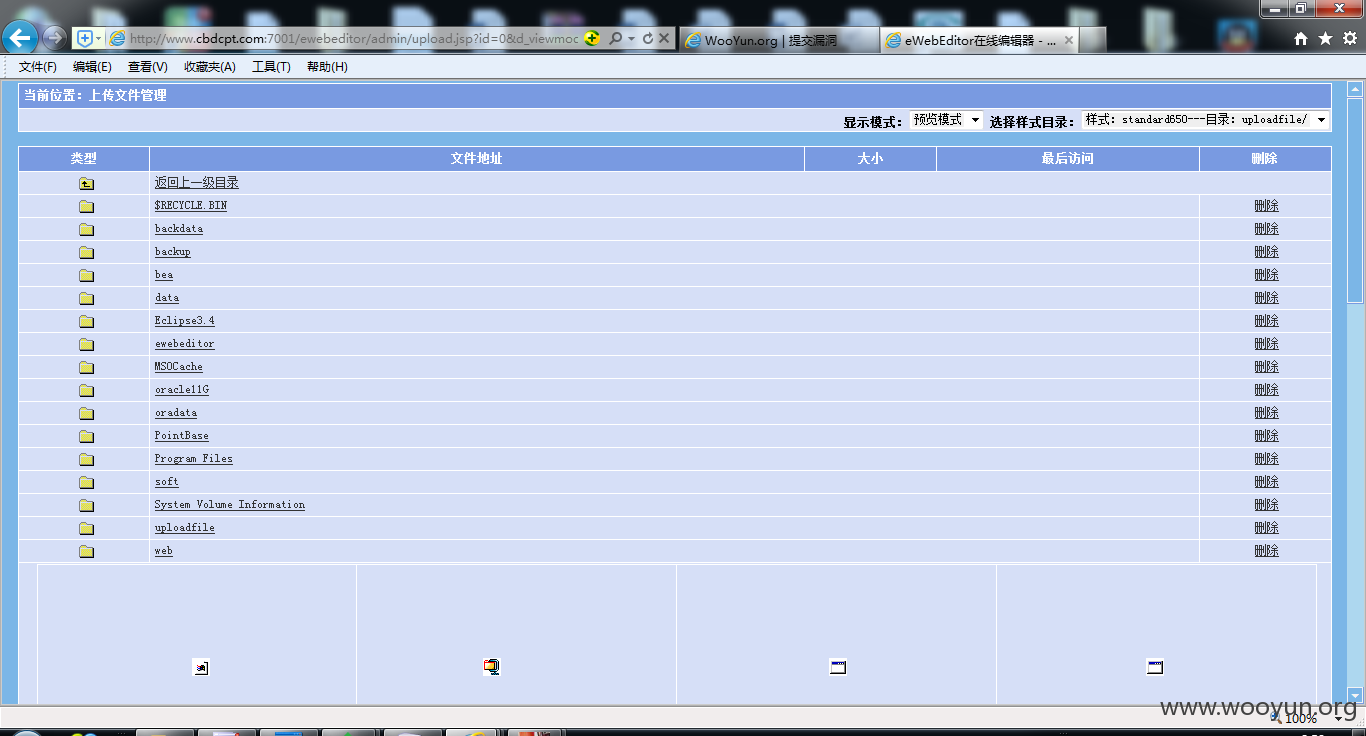 http://www.cbdcpt.com:7001/ewebeditor/admin/upload.jsp?id=0&d_viewmoc
WooYun.org | 提交漏洞
eWebEditor在线编辑器 - ...
文件(F) 编辑(E) 查看(V) 收藏夹(A) 工具(T) 帮助(H)
当前位置：上传文件管理
显示模式： 预览模式 选择样式目录： 样式：standard650---目录：uploadfile/
类型 文件地址 大小 最后访问 删除
返回上一级目录
$RECYCLE.BIN 删除
backdata 删除
backup 删除
bea 删除
data 删除
Eclipse3.4 删除
ewebeditor 删除
MSOCache 删除
oracle11G 删除
oradata 删除
PointBase 删除
Program Files 删除
soft 删除
System Volume Information 删除
uploadfile 删除
web 删除
www.wooyun.org
100%